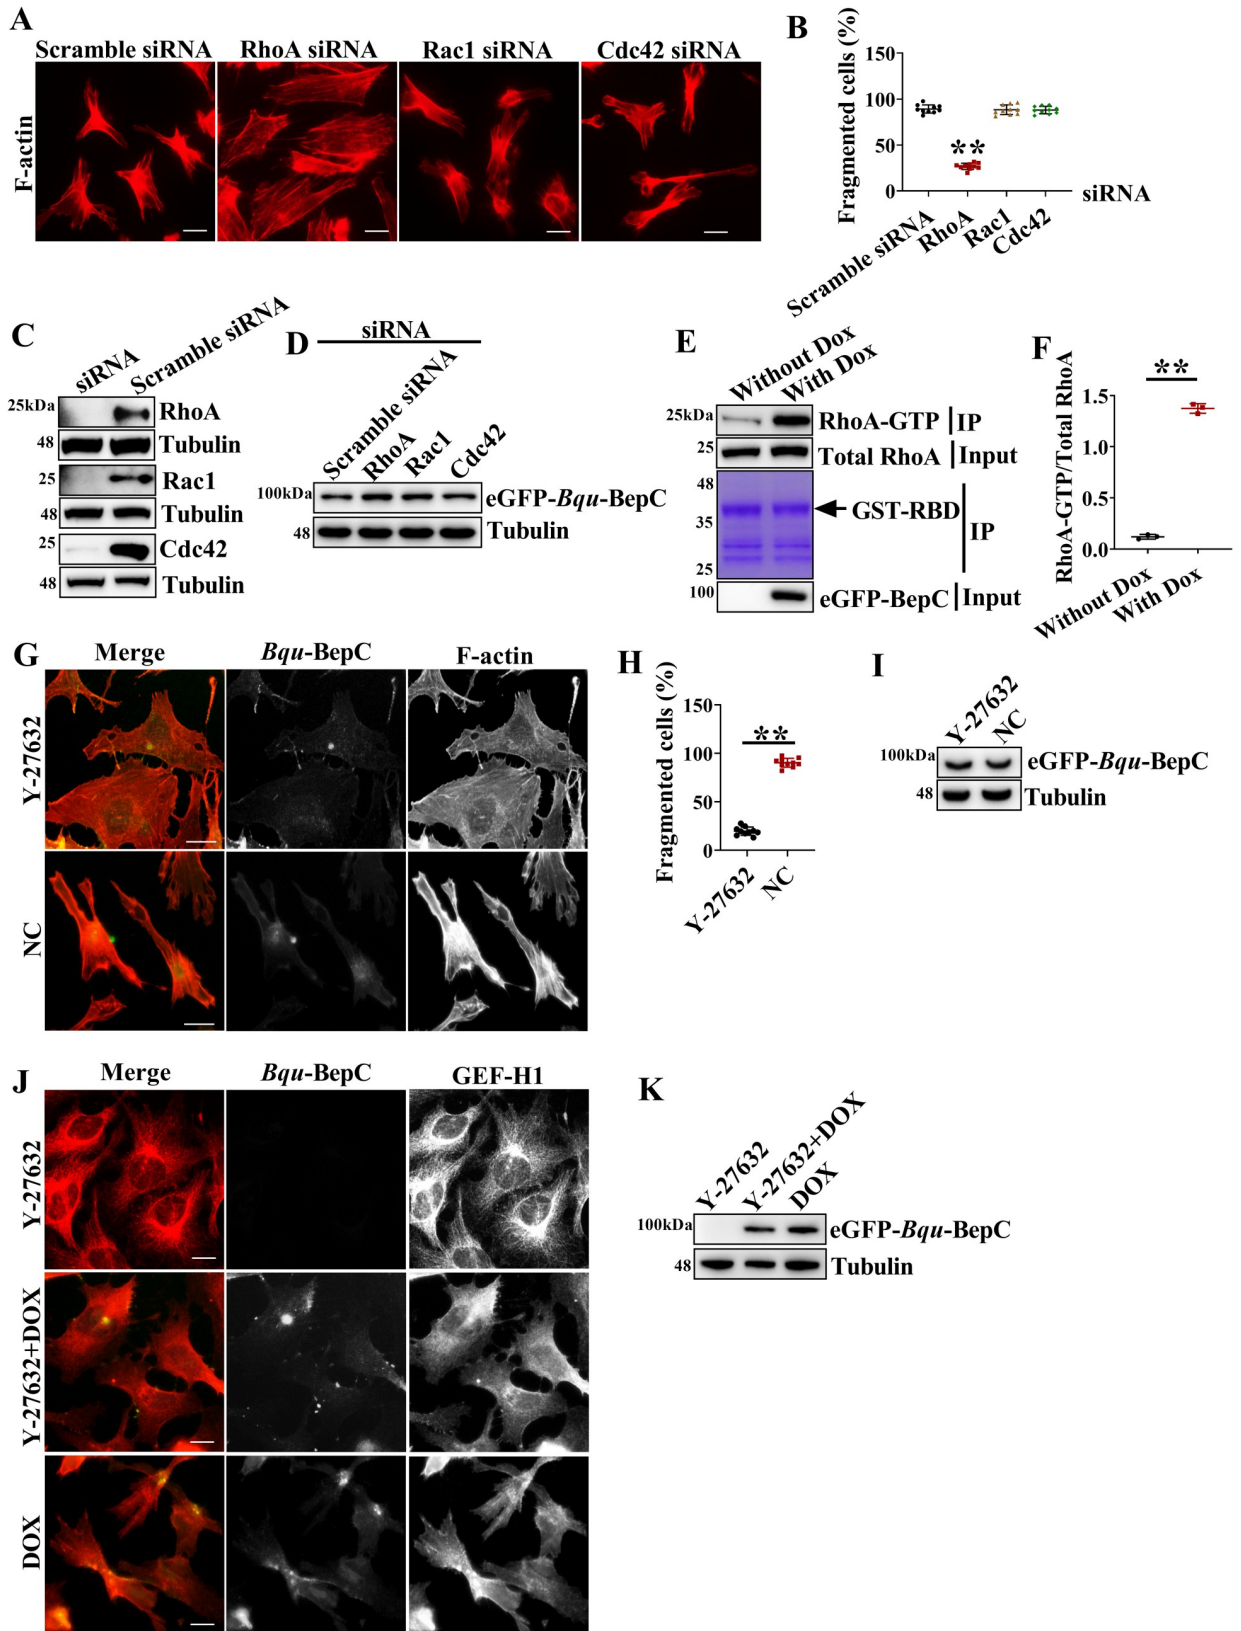 A
Scramble siRNA RhoA siRNA Rac1 siRNA Cdc42 siRNA
F-actin
B
Fragmented cells (%)
150
100
50
0
**
siRNA
Scramble siRNA
RhoA
Rac1
Cdc42
C
siRNA
Scramble siRNA
25kDa RhoA
48 Tubulin
25 Rac1
48 Tubulin
25 Cdc42
48 Tubulin
D
siRNA
Scramble siRNA
RhoA
Rac1
Cdc42
100kDa eGFP-Bqu-BepC
48 Tubulin
E
Without Dox
With Dox
25kDa RhoA-GTP IP
25 Total RhoA Input
48
GST-RBD
35
IP
25
100 eGFP-BepC Input
F
RhoA-GTP/Total RhoA
**
1.5
1.0
0.5
0.0
Without Dox
With Dox
G
Merge Bqu-BepC F-actin
Y-27632
NC
H
Fragmented cells (%)
150
100
50
0
**
Y-27632
NC
I
Y-27632
NC
100kDa eGFP-Bqu-BepC
48 Tubulin
J
Merge Bqu-BepC GEF-H1
Y-27632
Y-27632+DOX
DOX
K
Y-27632
Y-27632+DOX
DOX
100kDa eGFP-Bqu-BepC
48 Tubulin